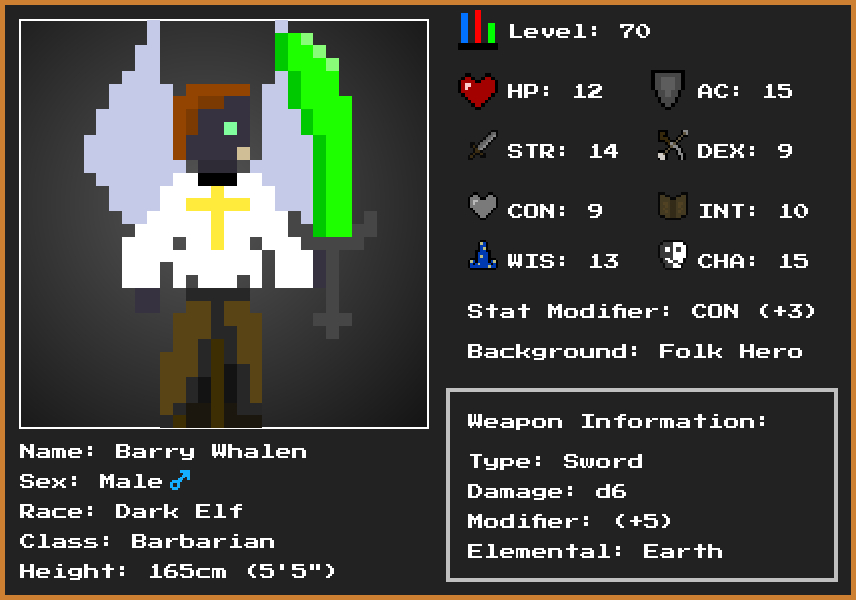 Level: 70
HP: 12 AC: 15
STR: 14 DEX: 9
CON: 9 INT: 10
WIS: 13 CHA: 15
Stat Modifier: CON (+3)
Background: Folk Hero
Weapon Information:
Type: Sword
Damage: d6
Modifier: (+5)
Elemental: Earth
Name: Barry Whalen
Sex: Male♂
Race: Dark Elf
Class: Barbarian
Height: 165cm (5'5")